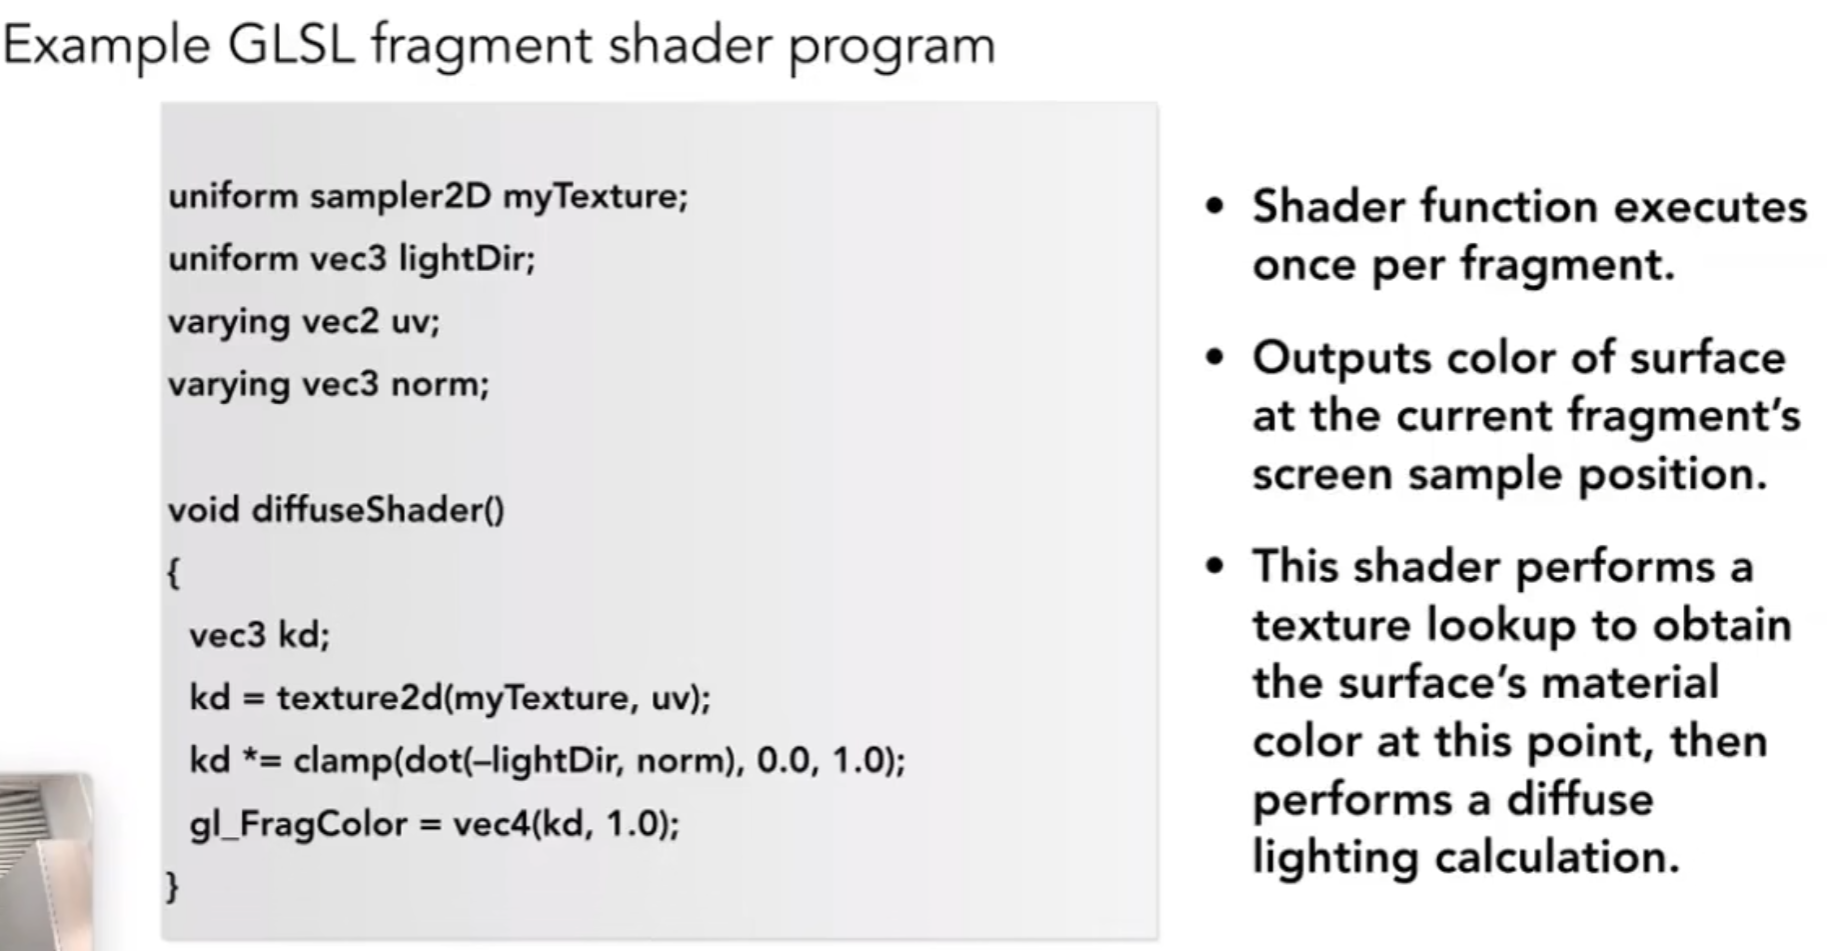 Example GLSL fragment shader program
uniform sampler2D myTexture;
uniform vec3 lightDir;
varying vec2 uv;
varying vec3 norm;
void diffuseShader()
{
vec3 kd;
kd = texture2d(myTexture, uv);
kd *= clamp(dot(–lightDir, norm), 0.0, 1.0);
gl_FragColor = vec4(kd, 1.0);
}
• Shader function executes
once per fragment.
• Outputs color of surface
at the current fragment’s
screen sample position.
• This shader performs a
texture lookup to obtain
the surface’s material
color at this point, then
performs a diffuse
lighting calculation.